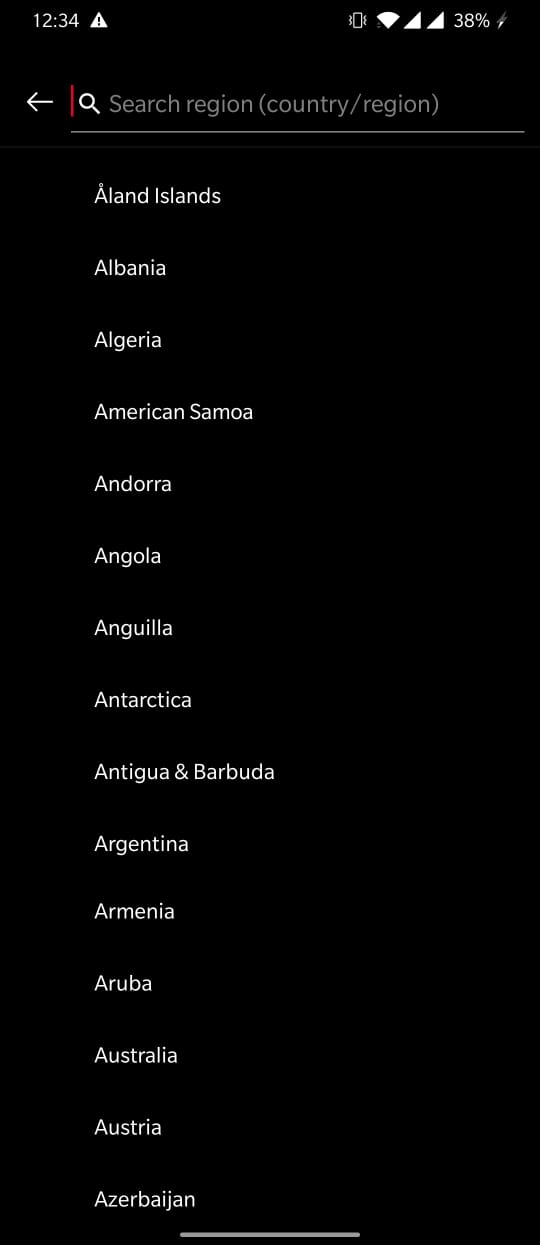 12:34
38%
Search region (country/region)
Åland Islands
Albania
Algeria
American Samoa
Andorra
Angola
Anguilla
Antarctica
Antigua & Barbuda
Argentina
Armenia
Aruba
Australia
Austria
Azerbaijan